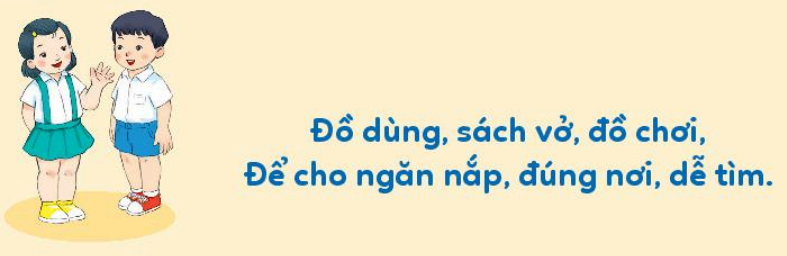 Đồ dùng, sách vở, đồ chơi,
Để cho ngăn nắp, đúng nơi, dễ tìm.